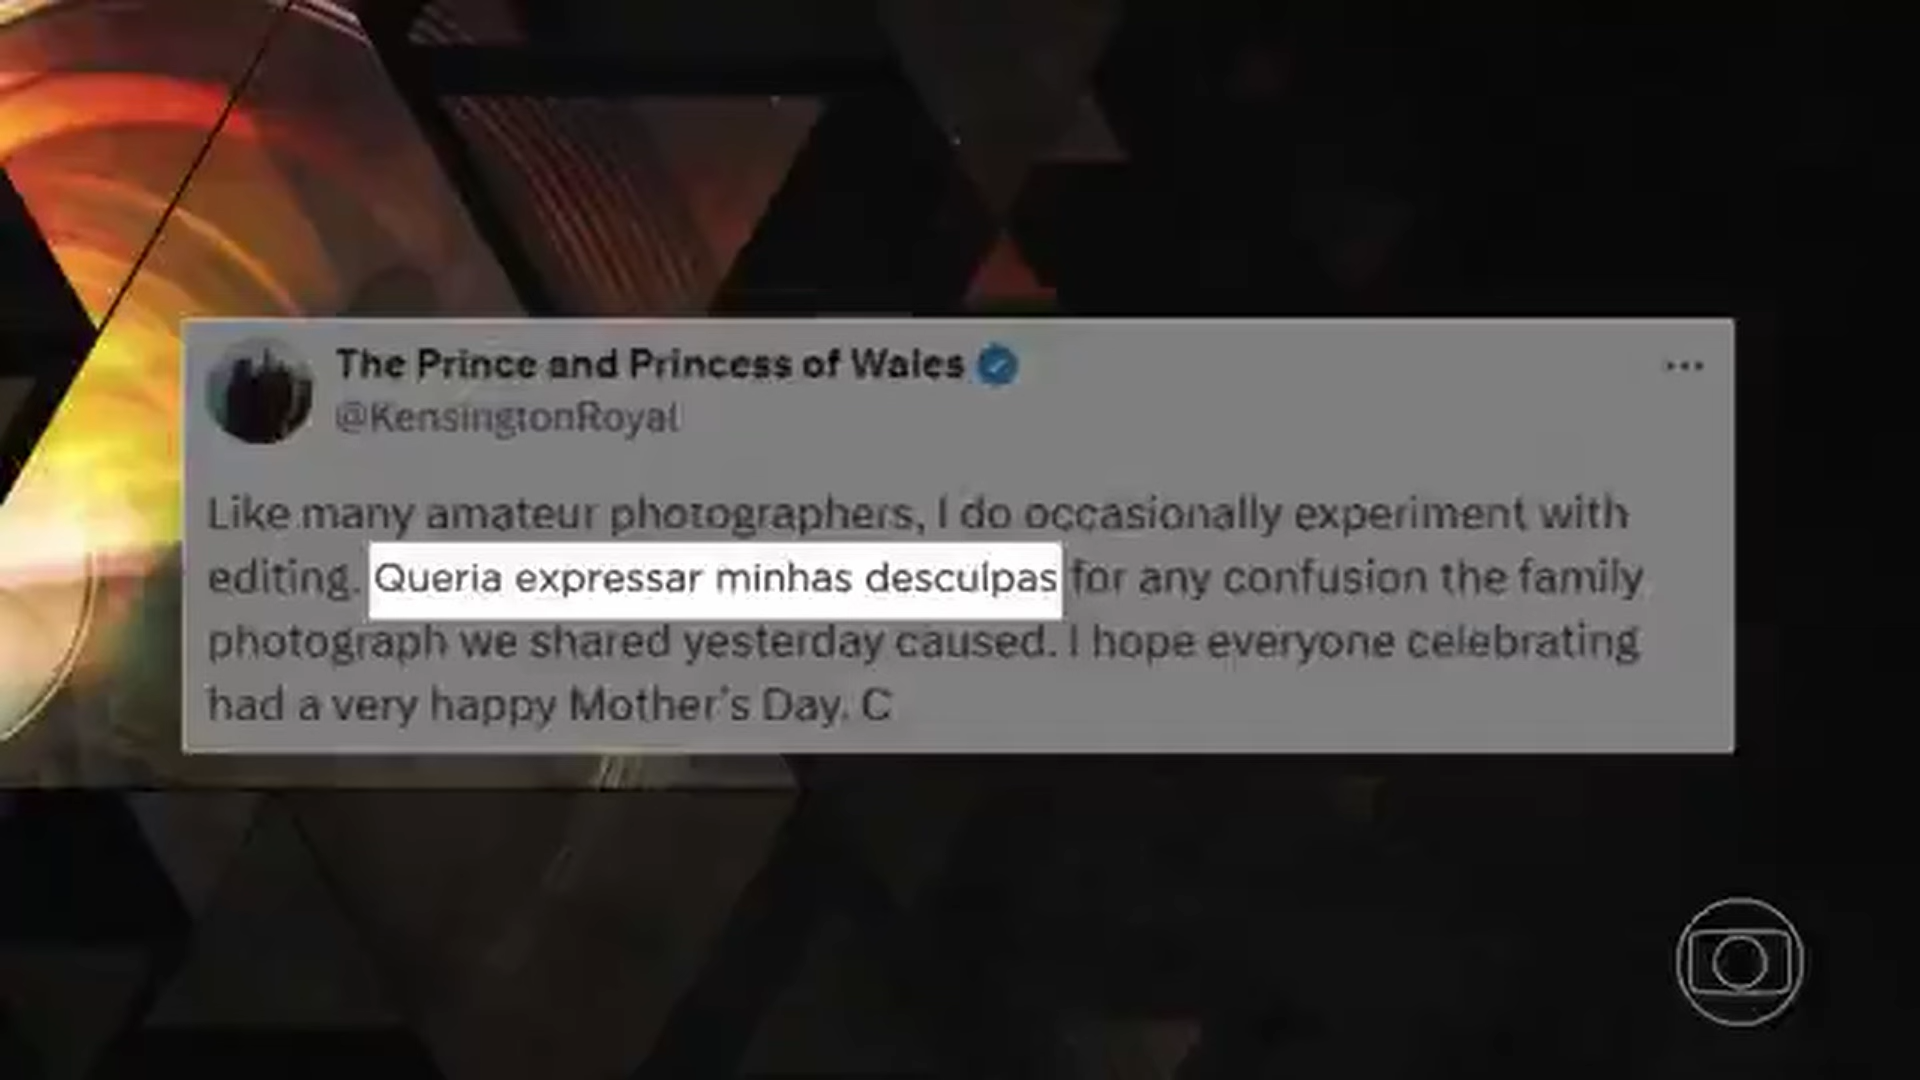 The Prince and Princess of Wales
@KensingtonRoyal
Like many amateur photographers, I do occasionally experiment with
editing. Queria expressar minhas desculpas for any confusion the family
photograph we shared yesterday caused. I hope everyone celebrating
had a very happy Mother's Day. C